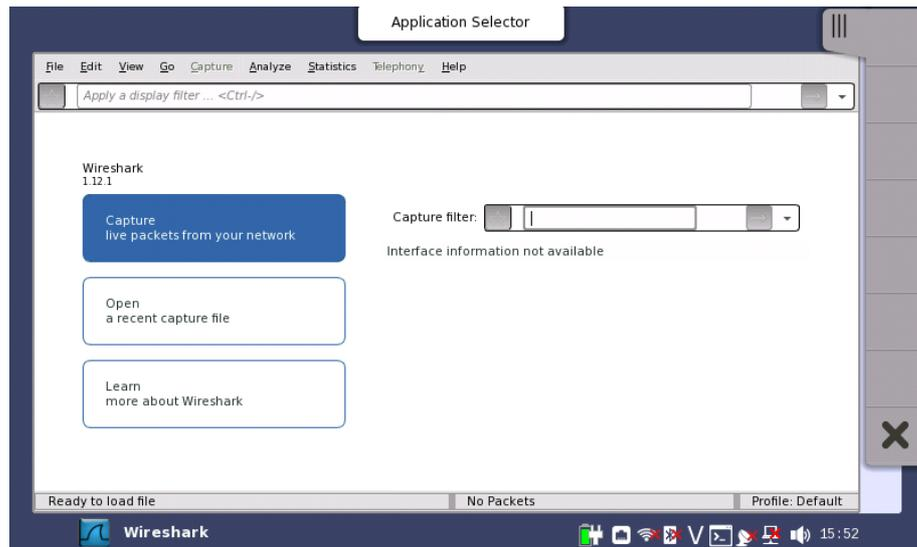 Application Selector
File Edit View Go Capture Analyze Statistics Telephony Help
Apply a display filter ... <Ctrl-/>
Wireshark
1.12.1
Capture
live packets from your network
Capture filter:
Interface information not available
Open
a recent capture file
Learn
more about Wireshark
Ready to load file No Packets Profile: Default
Wireshark 15:52